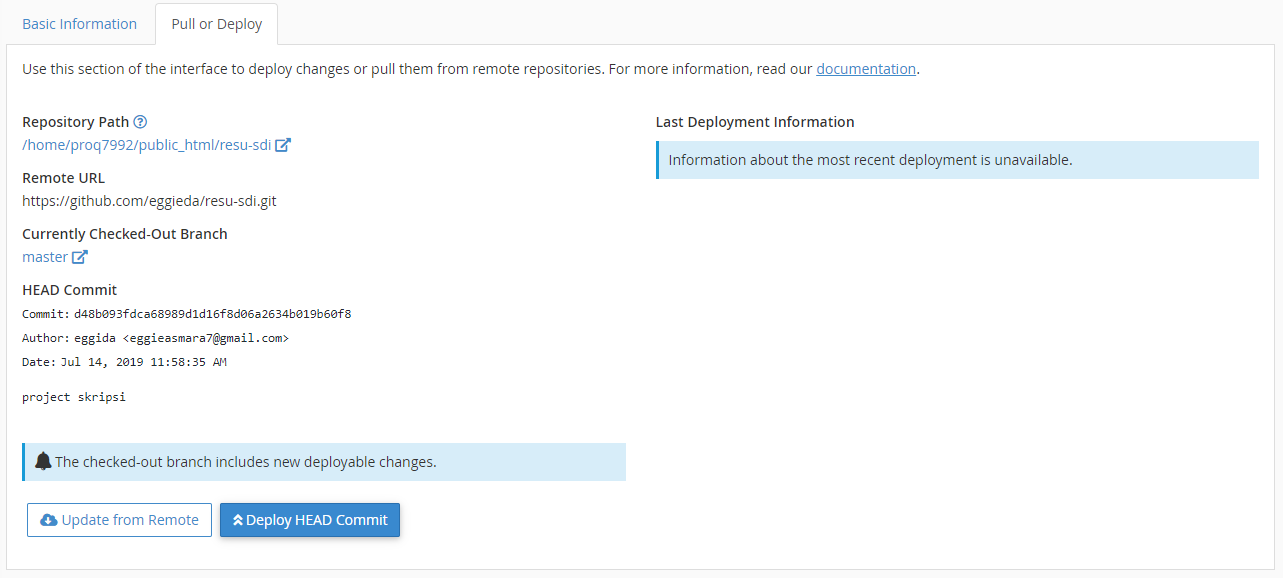 Basic Information
Pull or Deploy
Use this section of the interface to deploy changes or pull them from remote repositories. For more information, read our documentation.
Repository Path
/home/proq7992/public_html/resu-sdi
Remote URL
https://github.com/eggieda/resu-sdi.git
Currently Checked-Out Branch
master
HEAD Commit
Commit: d48b093fdca68989d1d16f8d06a2634b019b60f8
Author: eggida <eggieasmara7@gmail.com>
Date: Jul 14, 2019 11:58:35 AM
project skripsi
The checked-out branch includes new deployable changes.
Update from Remote
Deploy HEAD Commit
Last Deployment Information
Information about the most recent deployment is unavailable.